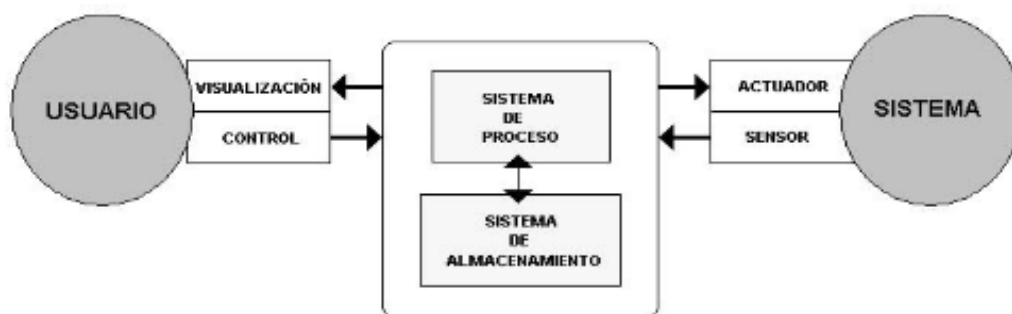 USUARIO
VISUALIZACIÓN
CONTROL
SISTEMA
DE
PROCESO
SISTEMA
DE
ALMACENAMIENTO
ACTUADOR
SENSOR
SISTEMA